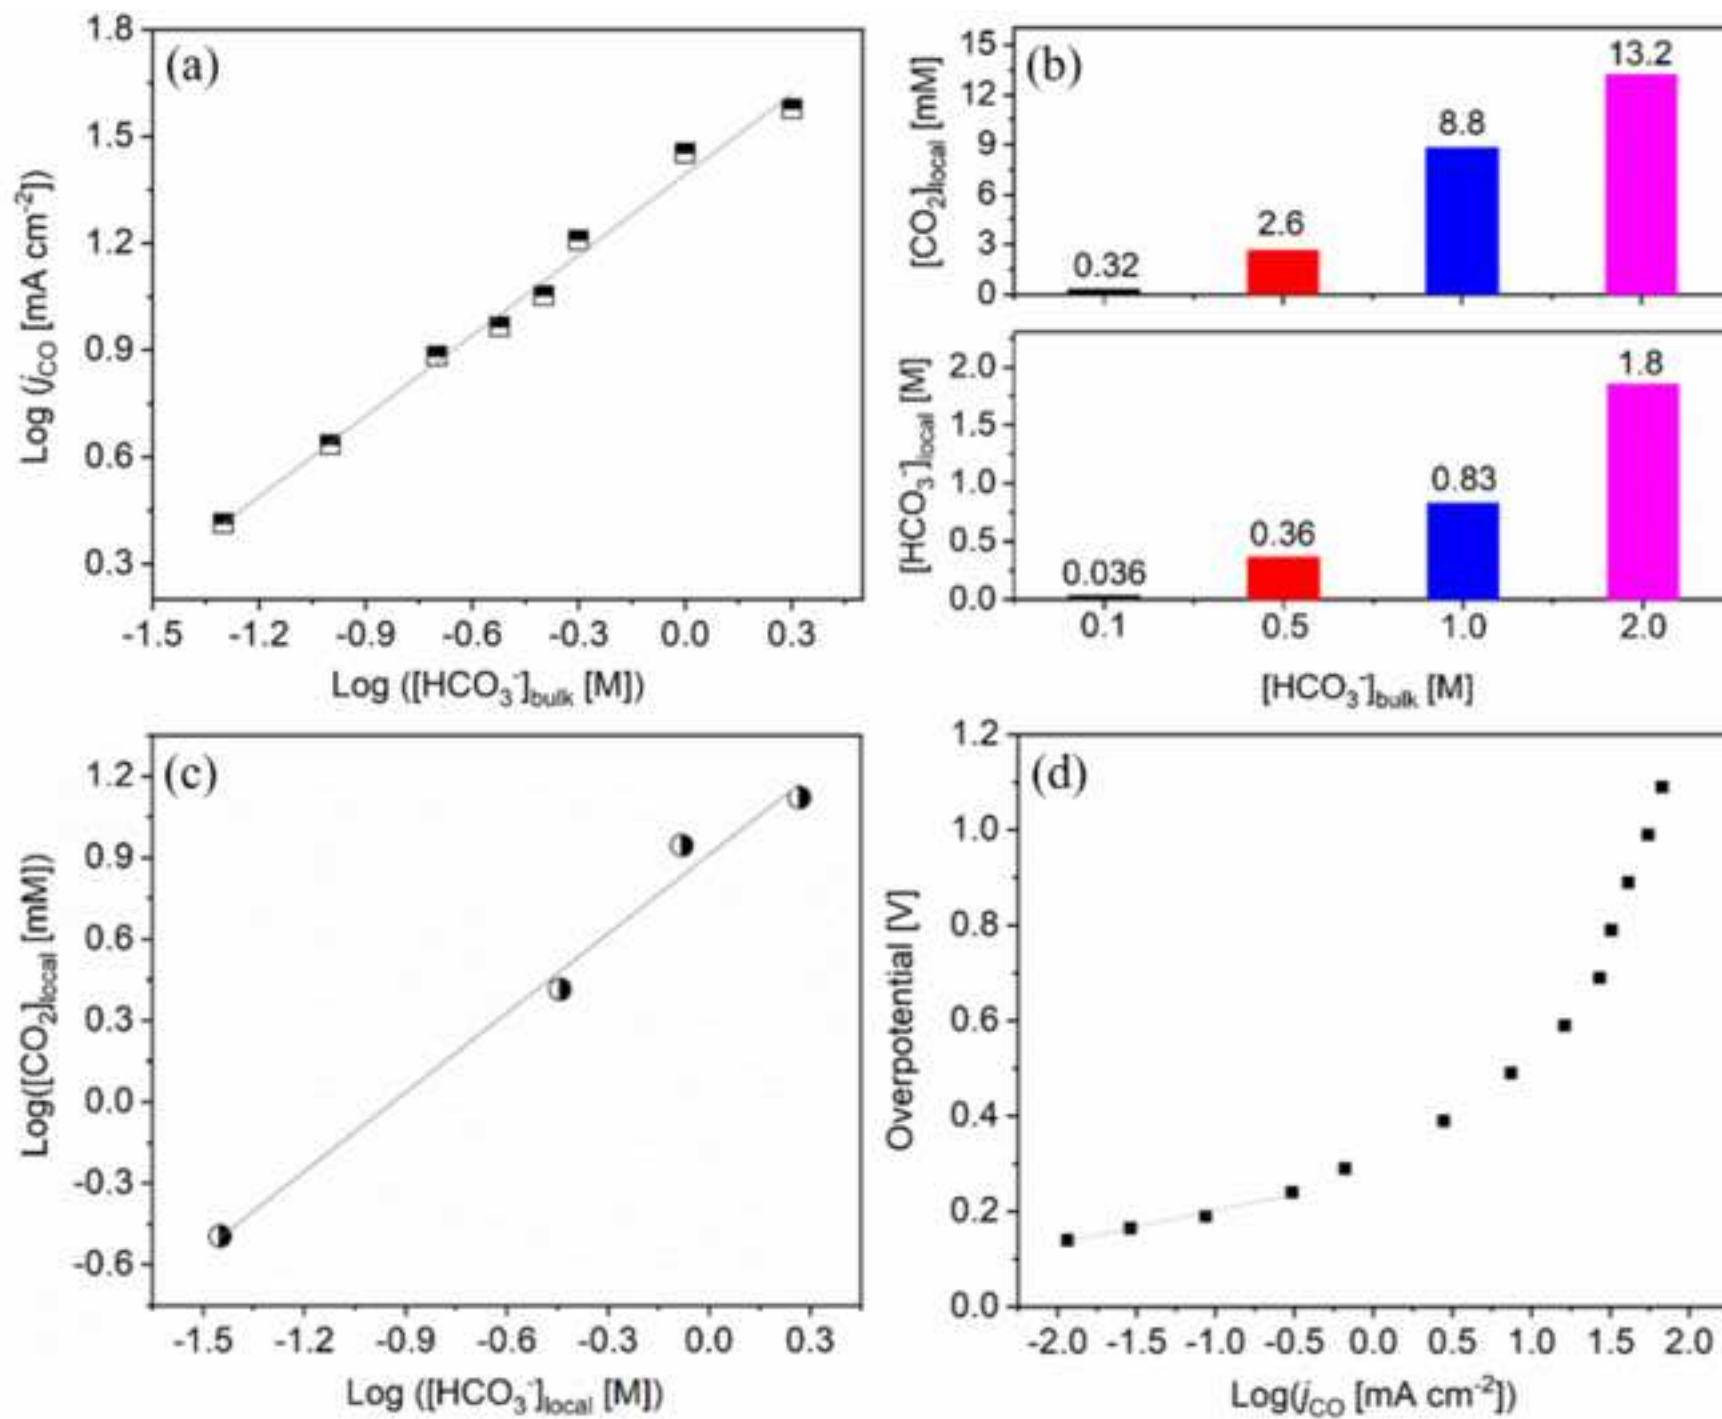 (a)
1.8
1.5
1.2
0.9
0.6
0.3
Log (j_CO [mA cm⁻²])
-1.5 -1.2 -0.9 -0.6 -0.3 0.0 0.3
Log ([HCO₃⁻]bulk [M])
(b)
15
12
9
6
3
0
[CO₂]local [mM]
0.32 2.6 8.8 13.2
2.0
1.5
1.0
0.5
0.0
[HCO₃⁻]local [M]
0.036 0.36 0.83 1.8
0.1 0.5 1.0 2.0
[HCO₃⁻]bulk [M]
(c)
1.2
0.9
0.6
0.3
0.0
-0.3
-0.6
Log([CO₂]local [mM])
-1.5 -1.2 -0.9 -0.6 -0.3 0.0 0.3
Log ([HCO₃⁻]local [M])
(d)
1.2
1.0
0.8
0.6
0.4
0.2
0.0
Overpotential [V]
-2.0 -1.5 -1.0 -0.5 0.0 0.5 1.0 1.5 2.0
Log(j_CO [mA cm⁻²])